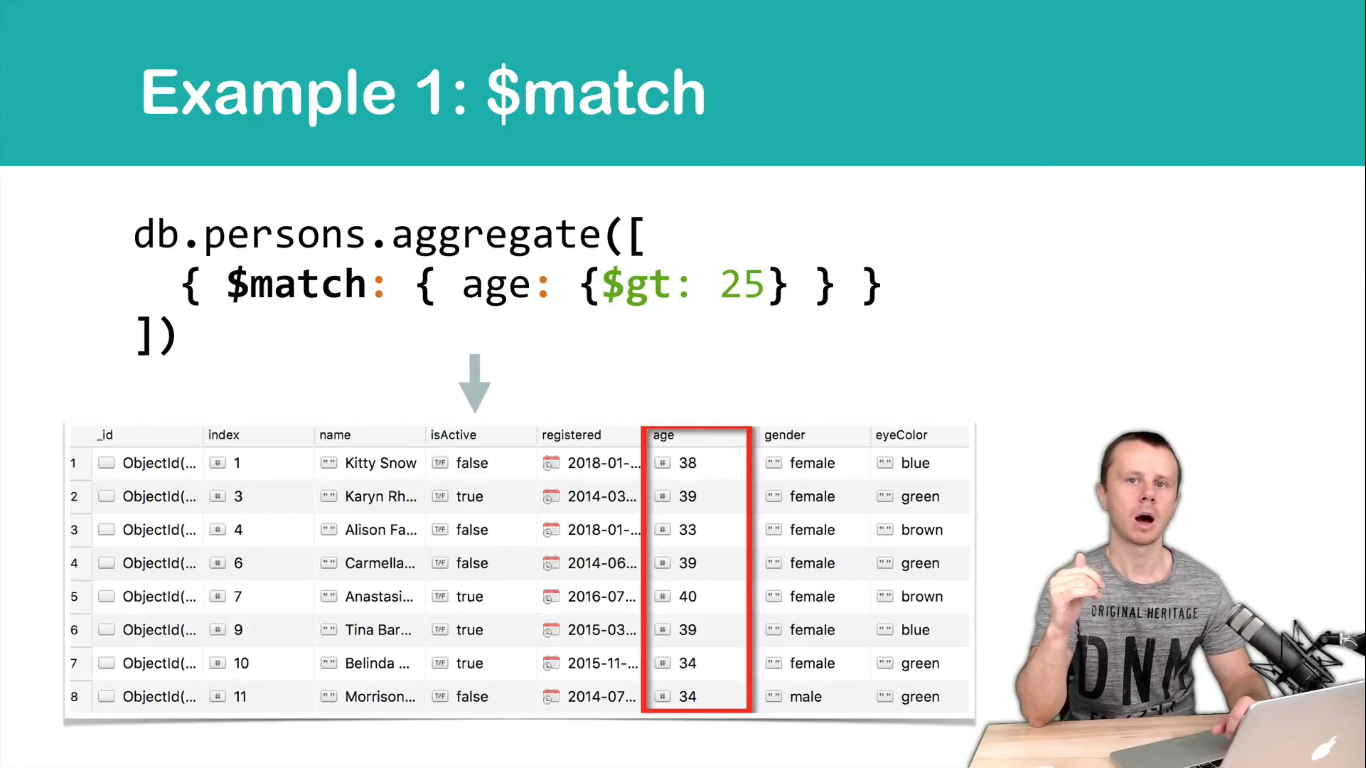 Example 1: $match
db.persons.aggregate([
{ $match: { age: {$gt: 25} } }
])
_id index name isActive registered age gender eyeColor
1 ObjectId(... # 1 "" Kitty Snow T/F false 2018-01-... # 38 "" female "" blue
2 ObjectId(... # 3 "" Karyn Rh... T/F true 2014-03... # 39 "" female "" green
3 ObjectId(... # 4 "" Alison Fa... T/F false 2018-01-... # 33 "" female "" brown
4 ObjectId(... # 6 "" Carmella... T/F false 2014-06... # 39 "" female "" green
5 ObjectId(... # 7 "" Anastasi... T/F true 2016-07... # 40 "" female "" brown
6 ObjectId(... # 9 "" Tina Bar... T/F true 2015-03... # 39 "" female "" blue
7 ObjectId(... # 10 "" Belinda ... T/F true 2015-11-... # 34 "" female "" green
8 ObjectId(... # 11 "" Morrison... T/F false 2014-07... # 34 "" male "" green
ORIGINAL HERITAGE
DNA